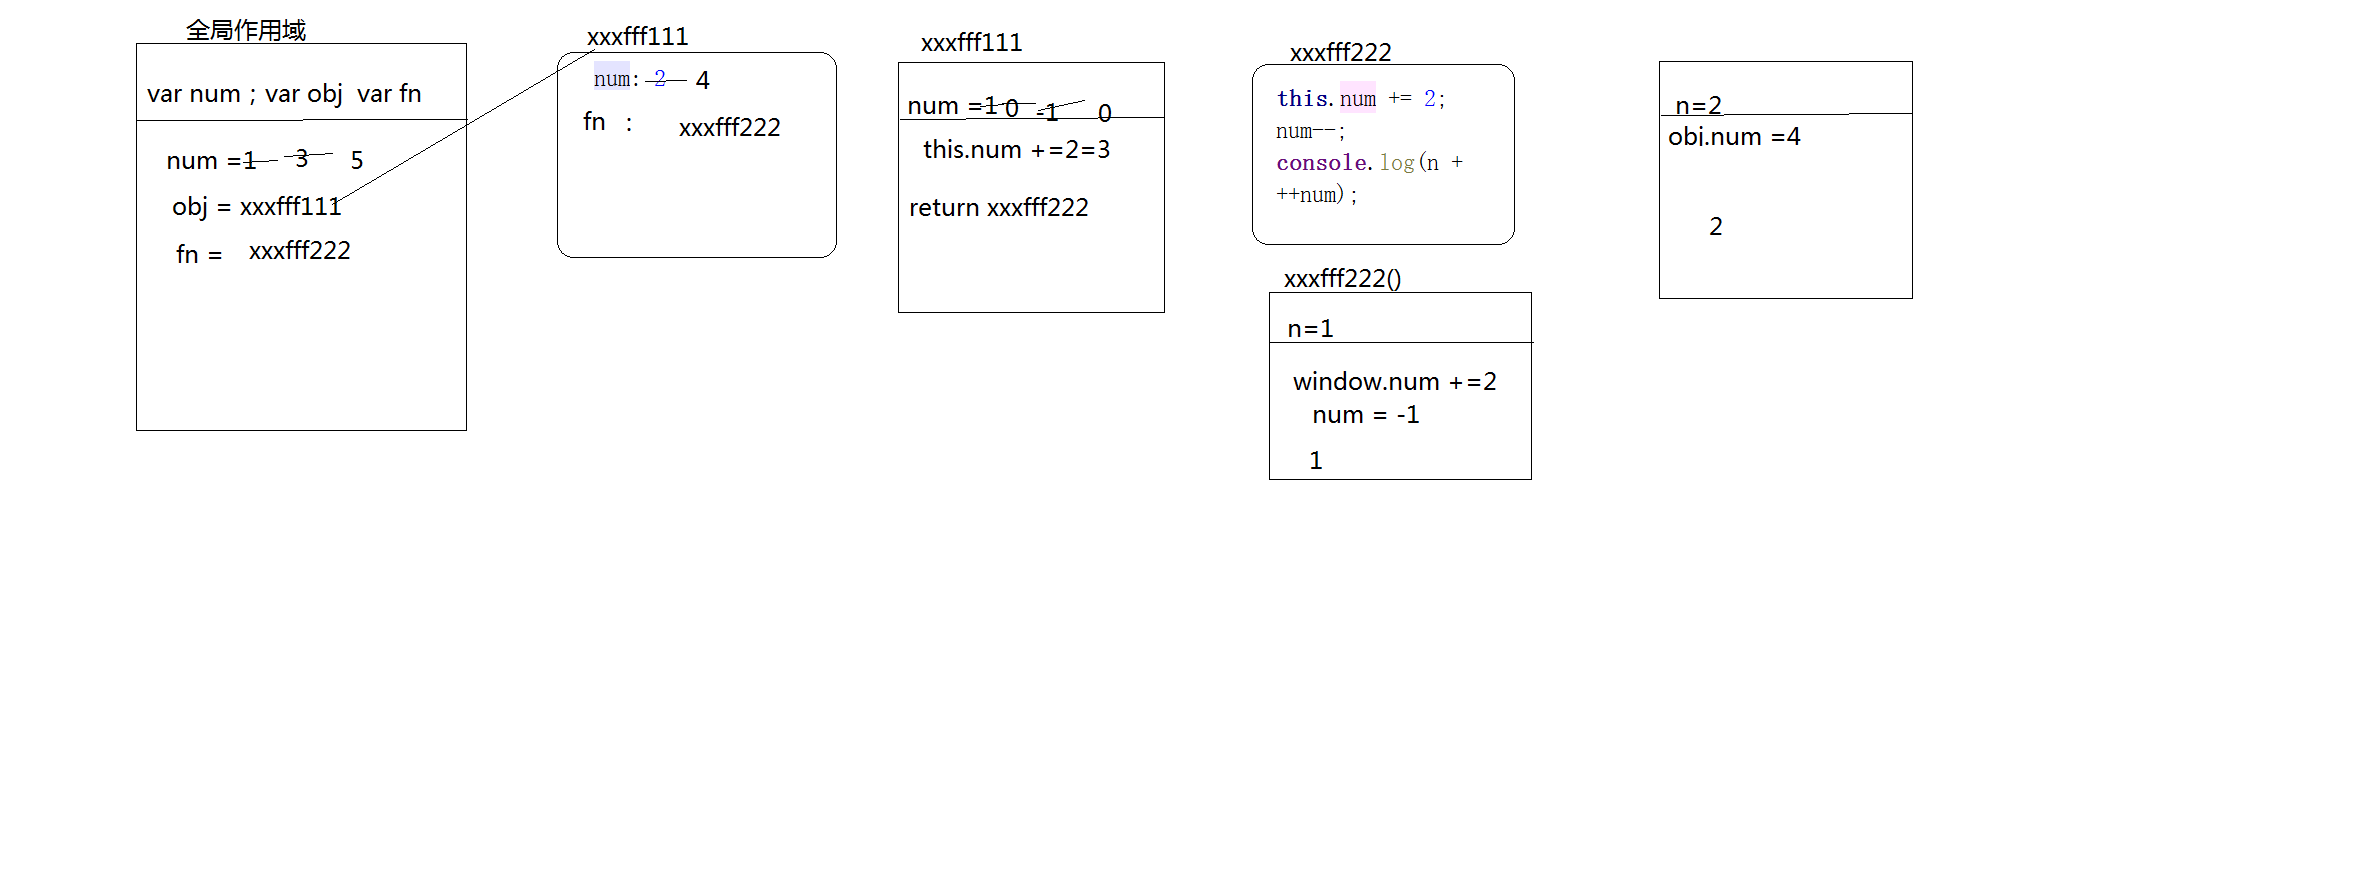 全局作用域
var num ; var obj  var fn
num =1 3 5
obj = xxxfff111
fn = xxxfff222
xxxfff111
num: 2 4
fn : xxxfff222
xxxfff111
num =1 0 -1 0
this.num +=2=3
return xxxfff222
xxxfff222
this.num += 2;
num--;
console.log(n +
++num);
xxxfff222()
n=1
window.num +=2
num = -1
1
n=2
obj.num =4
2